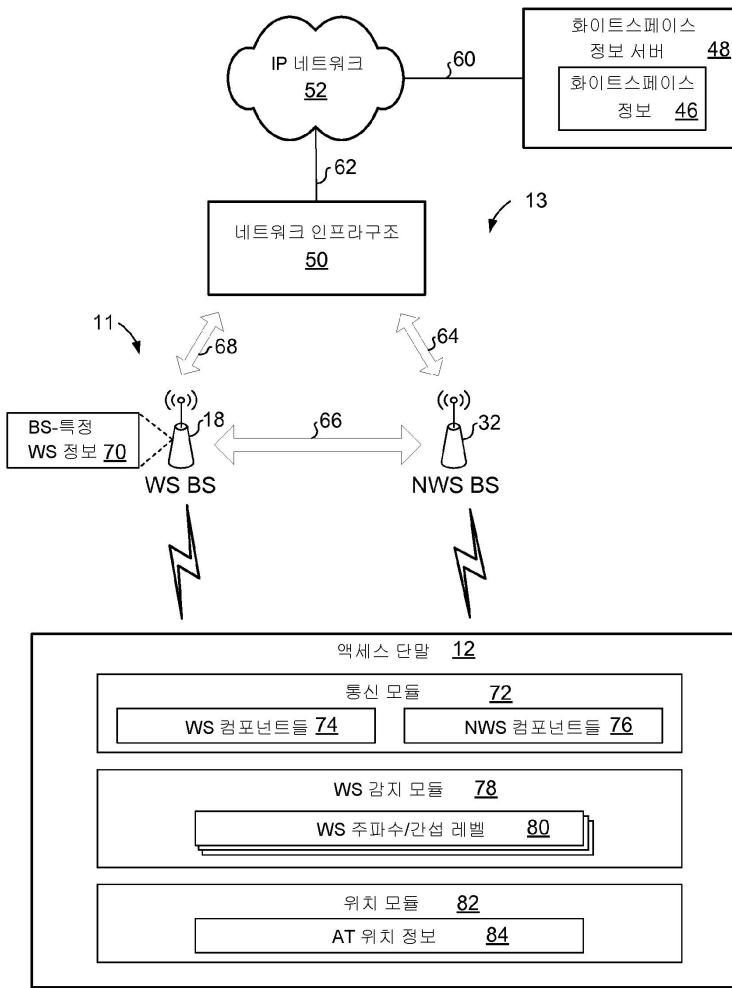 IP 네트워크
52
60
화이트스페이스
정보 서버 48
화이트스페이스
정보 46
62
네트워크 인프라구조
50
13
11
68
64
18
66
32
BS-특정
WS 정보 70
WS BS
NWS BS
액세스 단말 12
통신 모듈 72
WS 컴포넌트들 74
NWS 컴포넌트들 76
WS 감지 모듈 78
WS 주파수/간섭 레벨 80
위치 모듈 82
AT 위치 정보 84